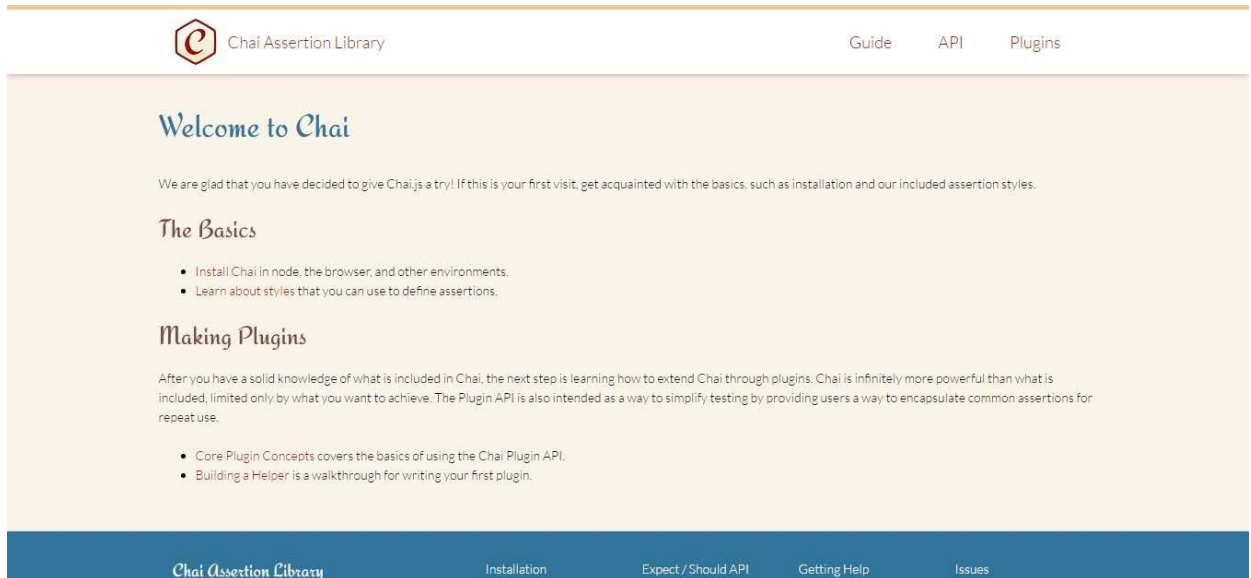 C Chai Assertion Library Guide API Plugins
Welcome to Chai
We are glad that you have decided to give Chai.js a try! If this is your first visit, get acquainted with the basics, such as installation and our included assertion styles.
The Basics
Install Chai in node, the browser, and other environments.
Learn about styles that you can use to define assertions.
Making Plugins
After you have a solid knowledge of what is included in Chai, the next step is learning how to extend Chai through plugins. Chai is infinitely more powerful than what is
included, limited only by what you want to achieve. The Plugin API is also intended as a way to simplify testing by providing users a way to encapsulate common assertions for
repeat use.
Core Plugin Concepts covers the basics of using the Chai Plugin API.
Building a Helper is a walkthrough for writing your first plugin.
Chai Assertion Library Installation Expect / Should API Getting Help Issues